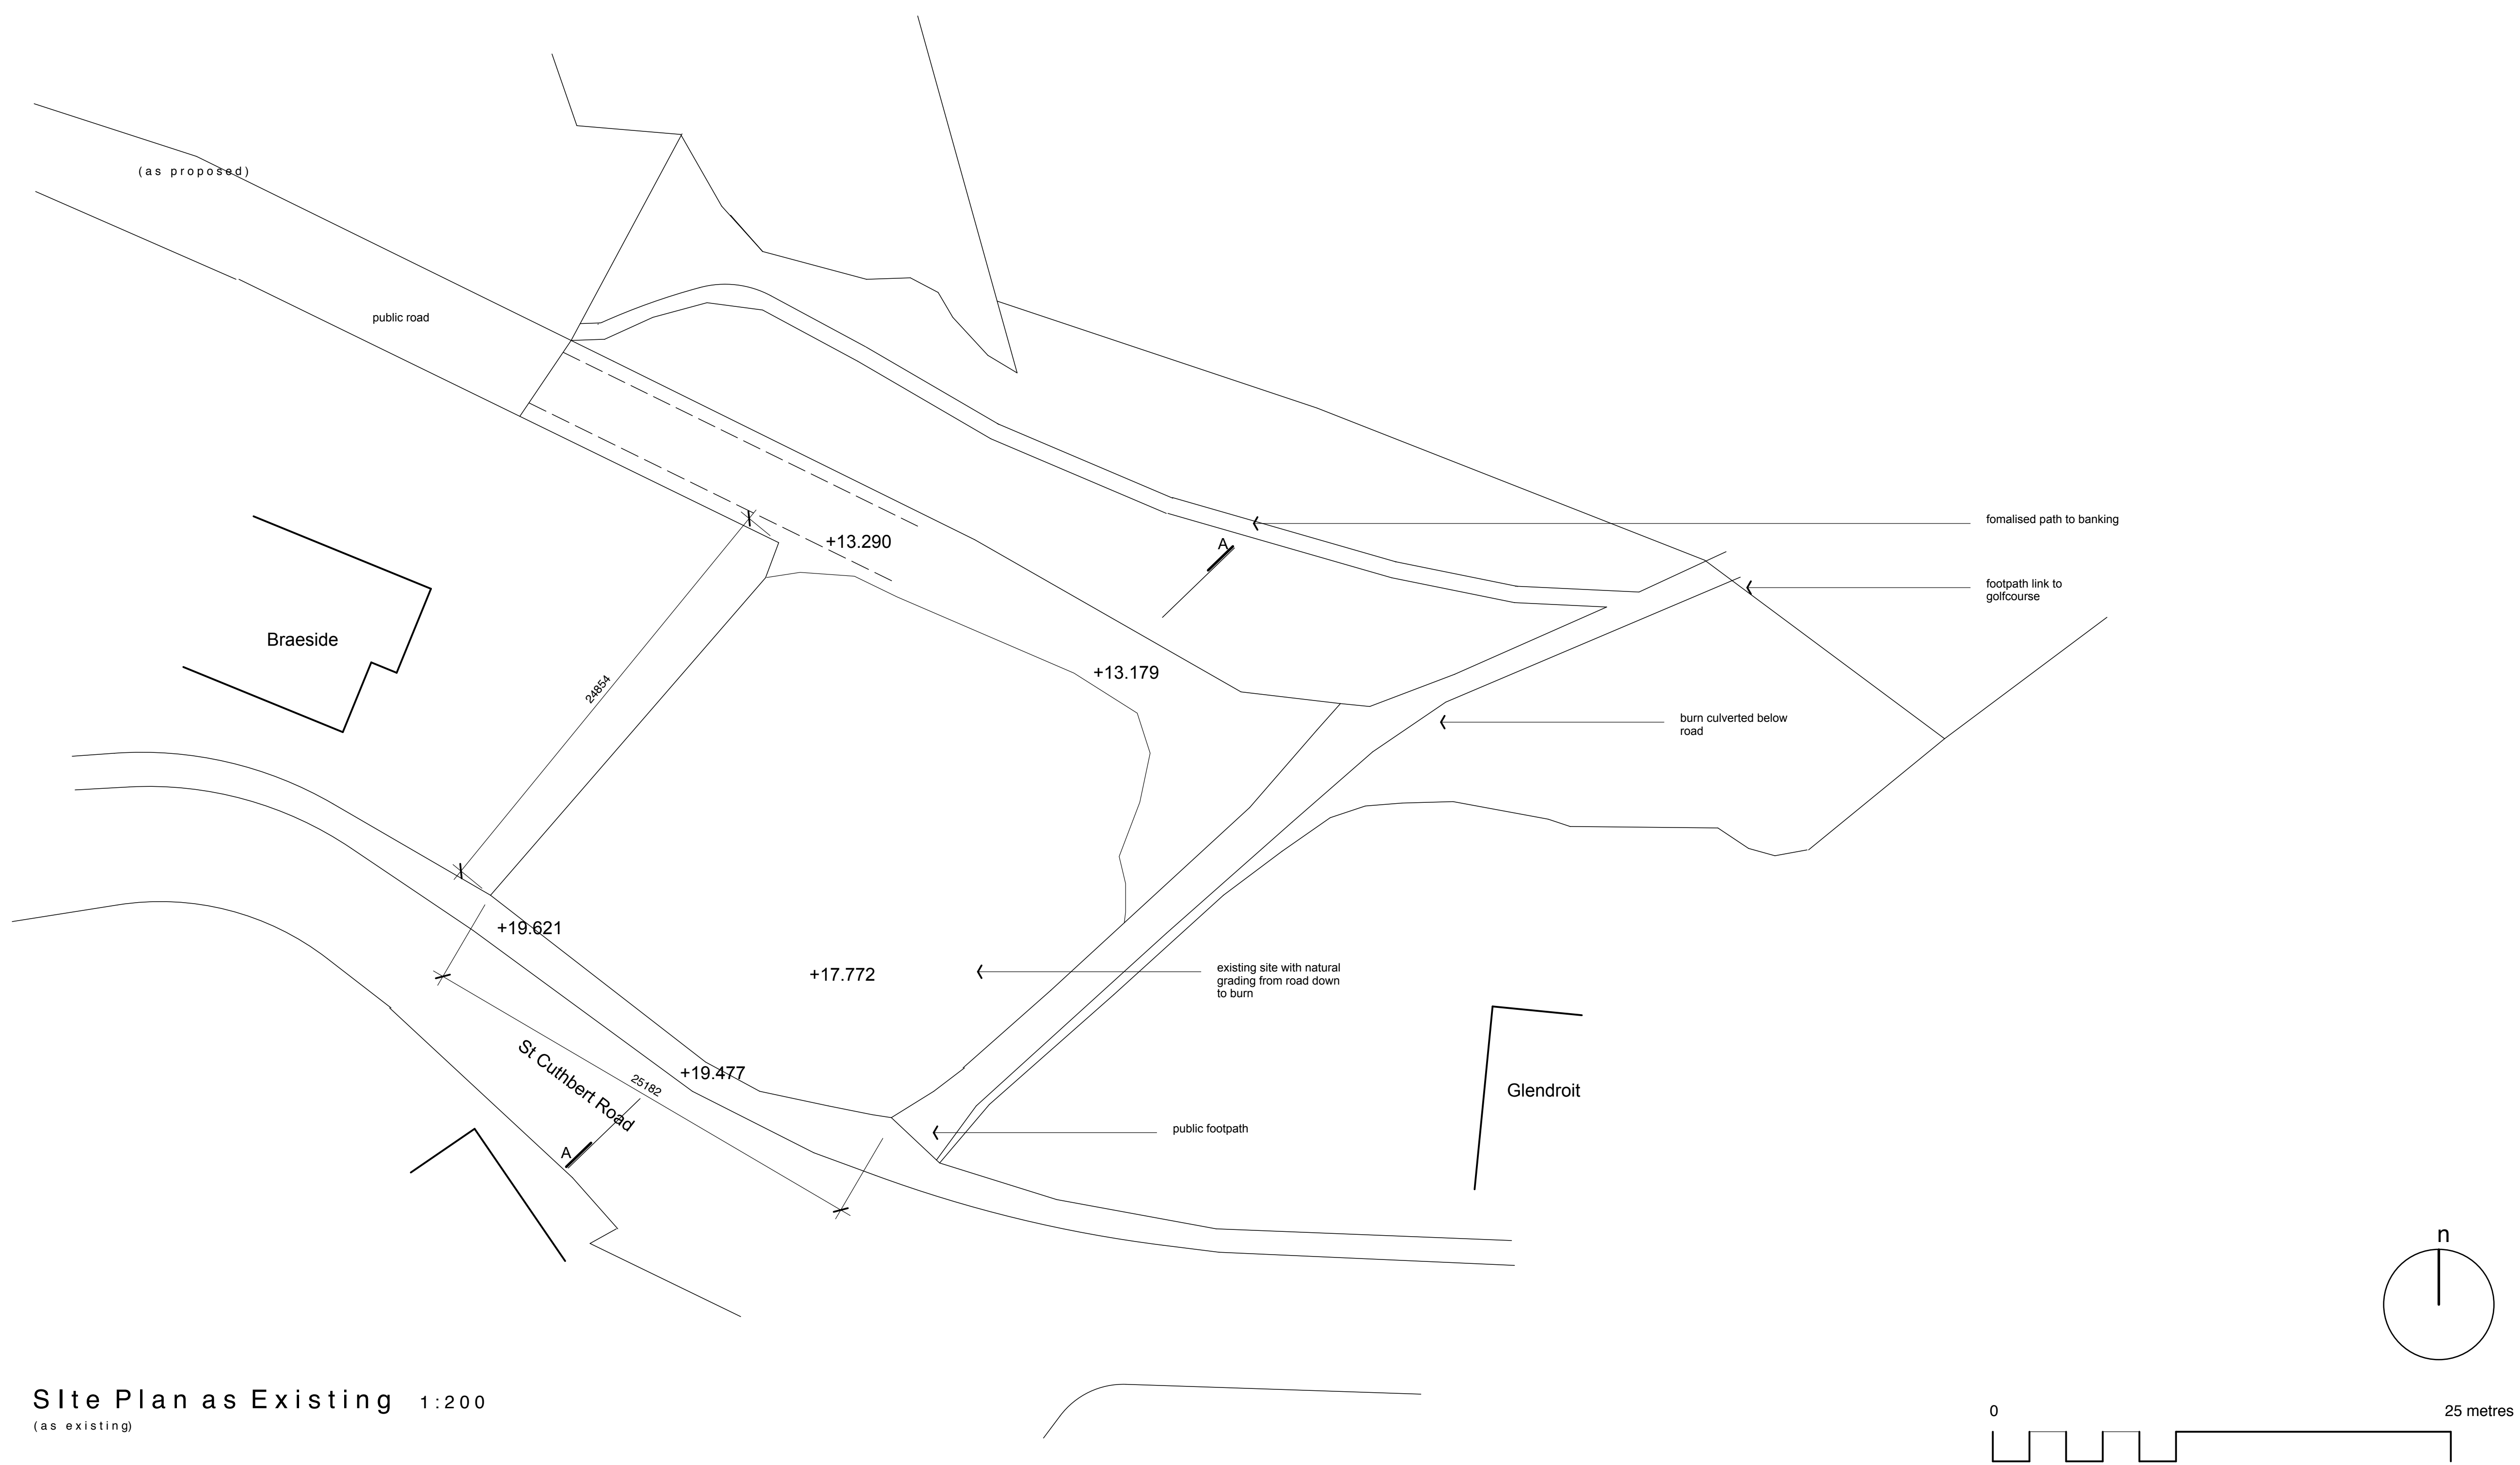 (as proposed)
public road
+13.290
A
fomalised path to banking
footpath link to
golfcourse
Braeside
24854
+13.179
burn culverted below
road
+19.621
+17.772
existing site with natural
grading from road down
to burn
St Cuthbert Road
25182
+19.477
Glendroit
public footpath
A
n
SIte Plan as Existing 1:200
(as existing)
0 25 metres